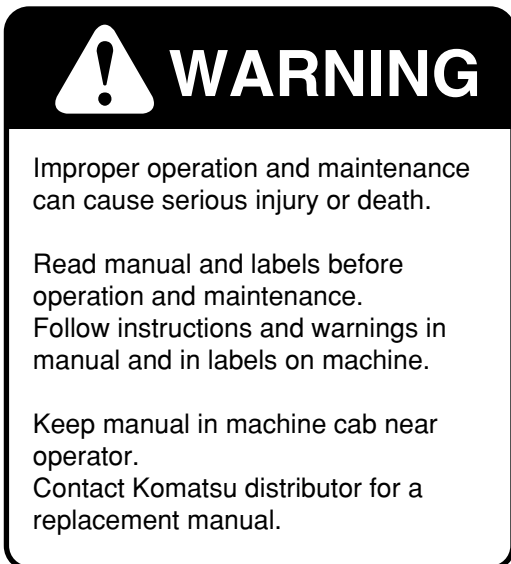 WARNING
Improper operation and maintenance
can cause serious injury or death.
Read manual and labels before
operation and maintenance.
Follow instructions and warnings in
manual and in labels on machine.
Keep manual in machine cab near
operator.
Contact Komatsu distributor for a
replacement manual.